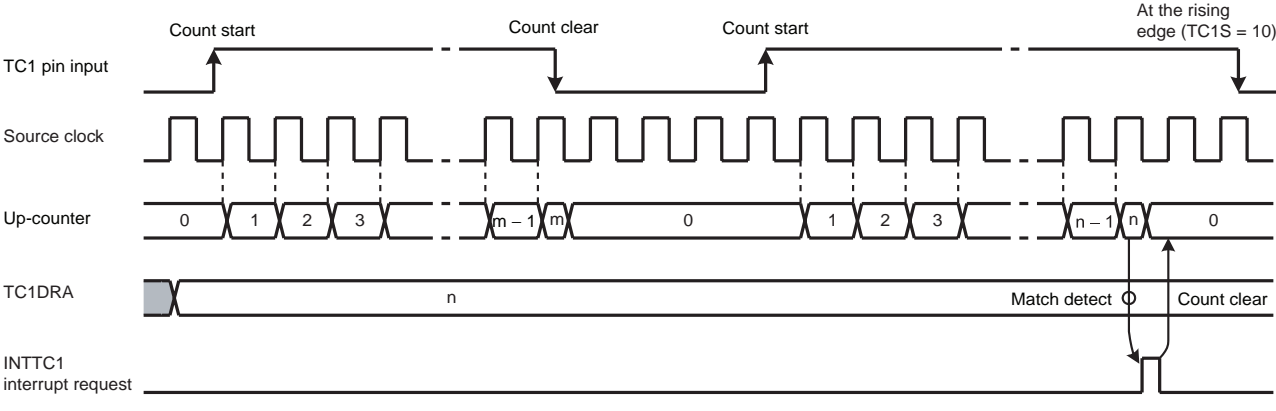 At the rising
edge (TC1S = 10)
Count start
Count clear
Count start
TC1 pin input
Source clock
Up-counter
0
1
2
3
m – 1
m
0
1
2
3
n – 1
n
0
TC1DRA
n
Match detect
Count clear
INTTC1
interrupt request